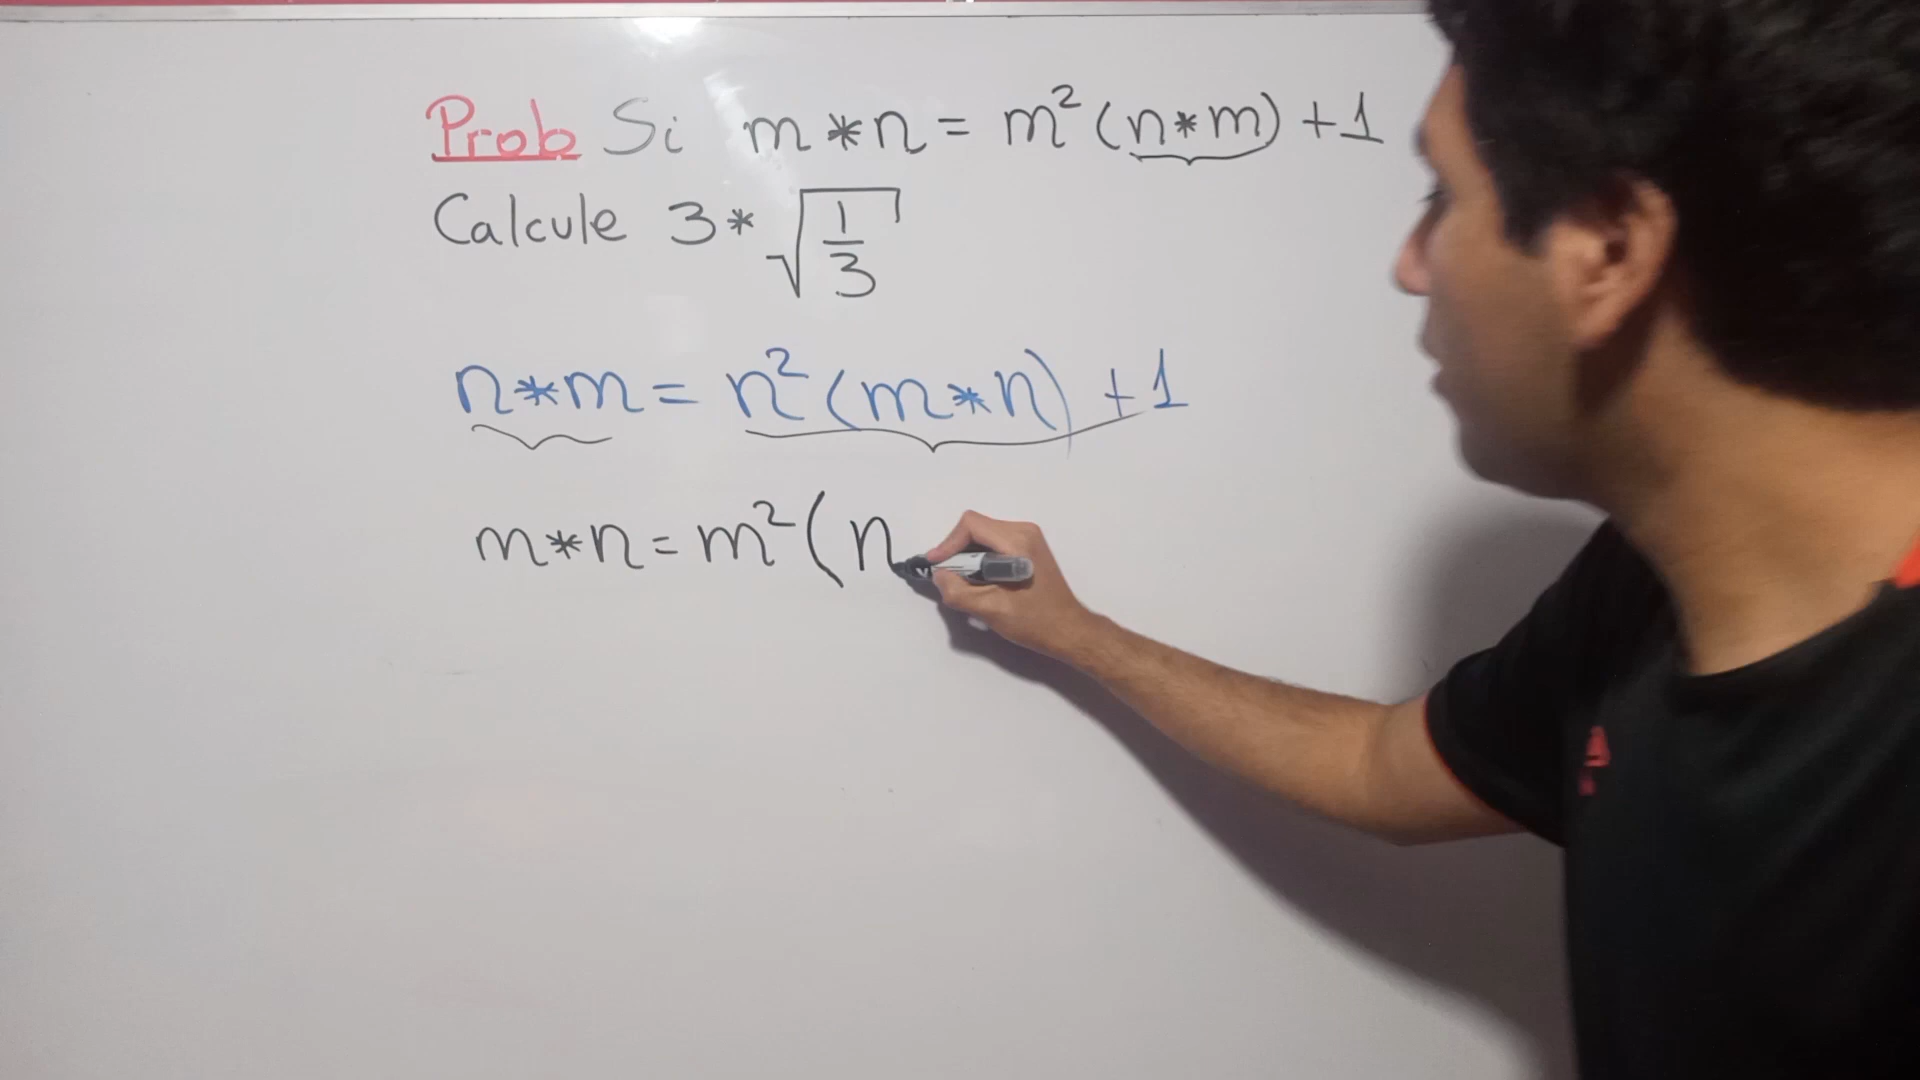 Prob Si m * n = m² (n * m) + 1
Calcule 3 * √(1/3)
n * m = n² (m * n) + 1
m * n = m² (n